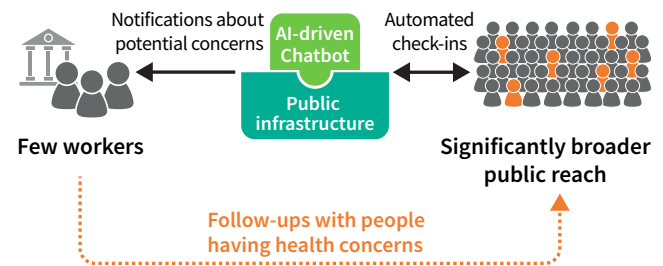 Notifications about
potential concerns
AI-driven
Chatbot
Public
infrastructure
Automated
check-ins
Few workers
Significantly broader
public reach
Follow-ups with people
having health concerns